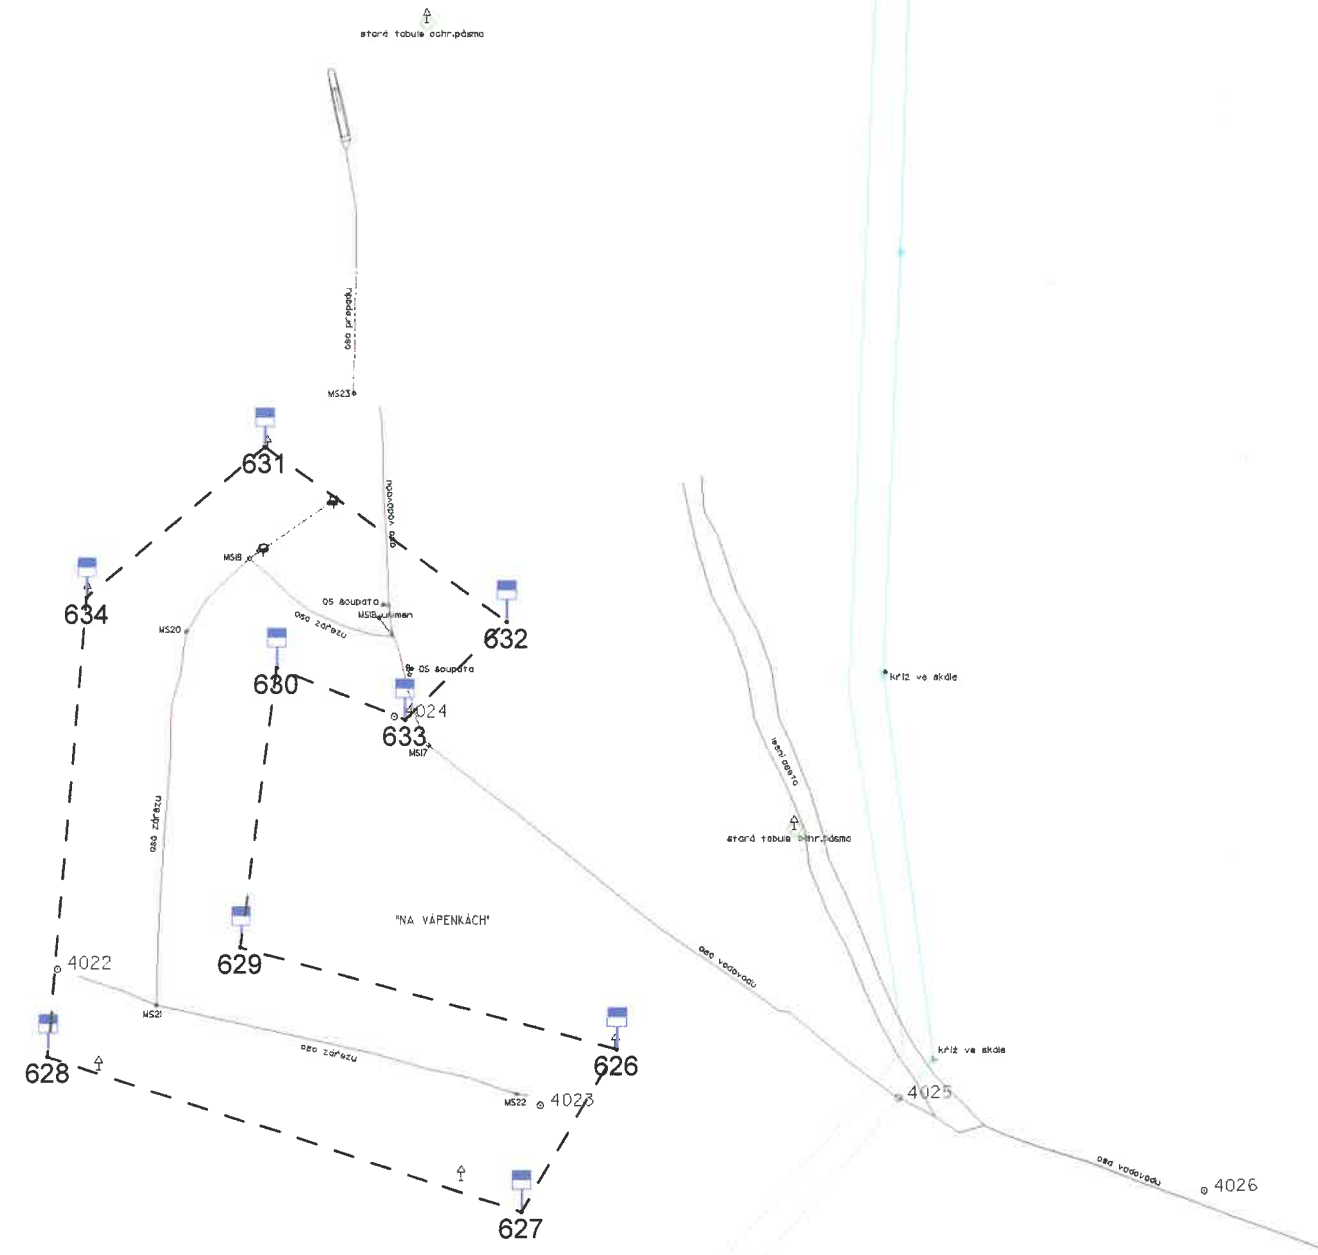 stará tabule ochr.pásma
osa přepadu
MS23
631
osa vodovodu
MS19
634
OS šoupata
MS18
osa zářezu
MS20
632
OS šoupata
630
4024
633
MS17
kříž ve skále
lesní cesta
osa zářezu
stará tabule ochr.pásma
"NA VÁPENKÁCH"
629
4022
osa vodovodu
MS21
628
osa zářezu
626
kříž ve skále
4025
MS22
4023
osa vodovodu
4026
627